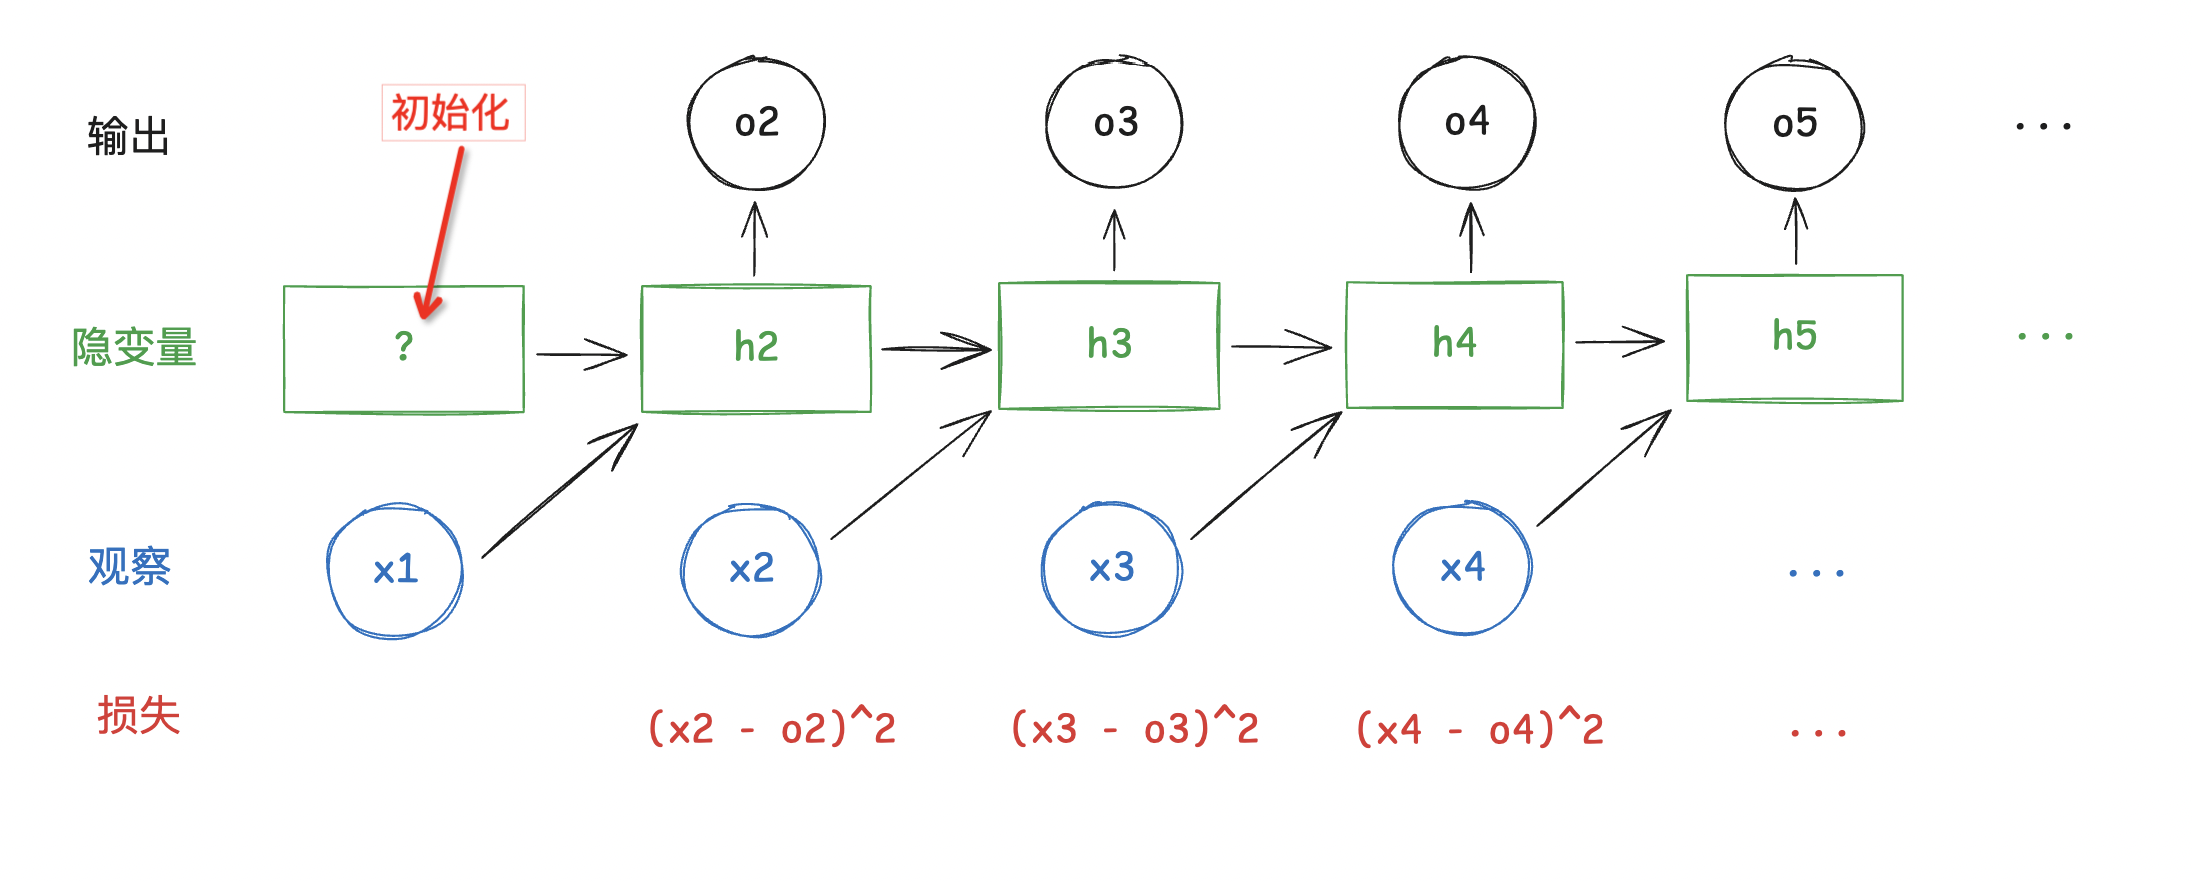 初始化
输出
o2
o3
o4
o5
...
隐变量
?
h2
h3
h4
h5
...
观察
x1
x2
x3
x4
...
损失
(x2 - o2)^2
(x3 - o3)^2
(x4 - o4)^2
...